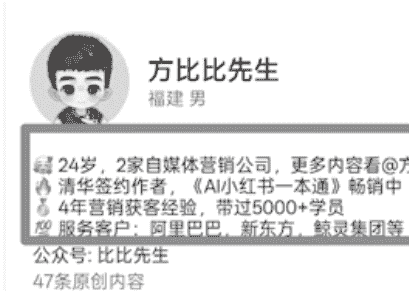 方比比先生
福建 男
24岁，2家自媒体营销公司，更多内容看@方
清华签约作者，《AI小红书一本通》畅销中
4年营销获客经验，带过5000+学员
服务客户：阿里巴巴，新东方，鲸灵集团等
公众号: 比比先生
47条原创内容